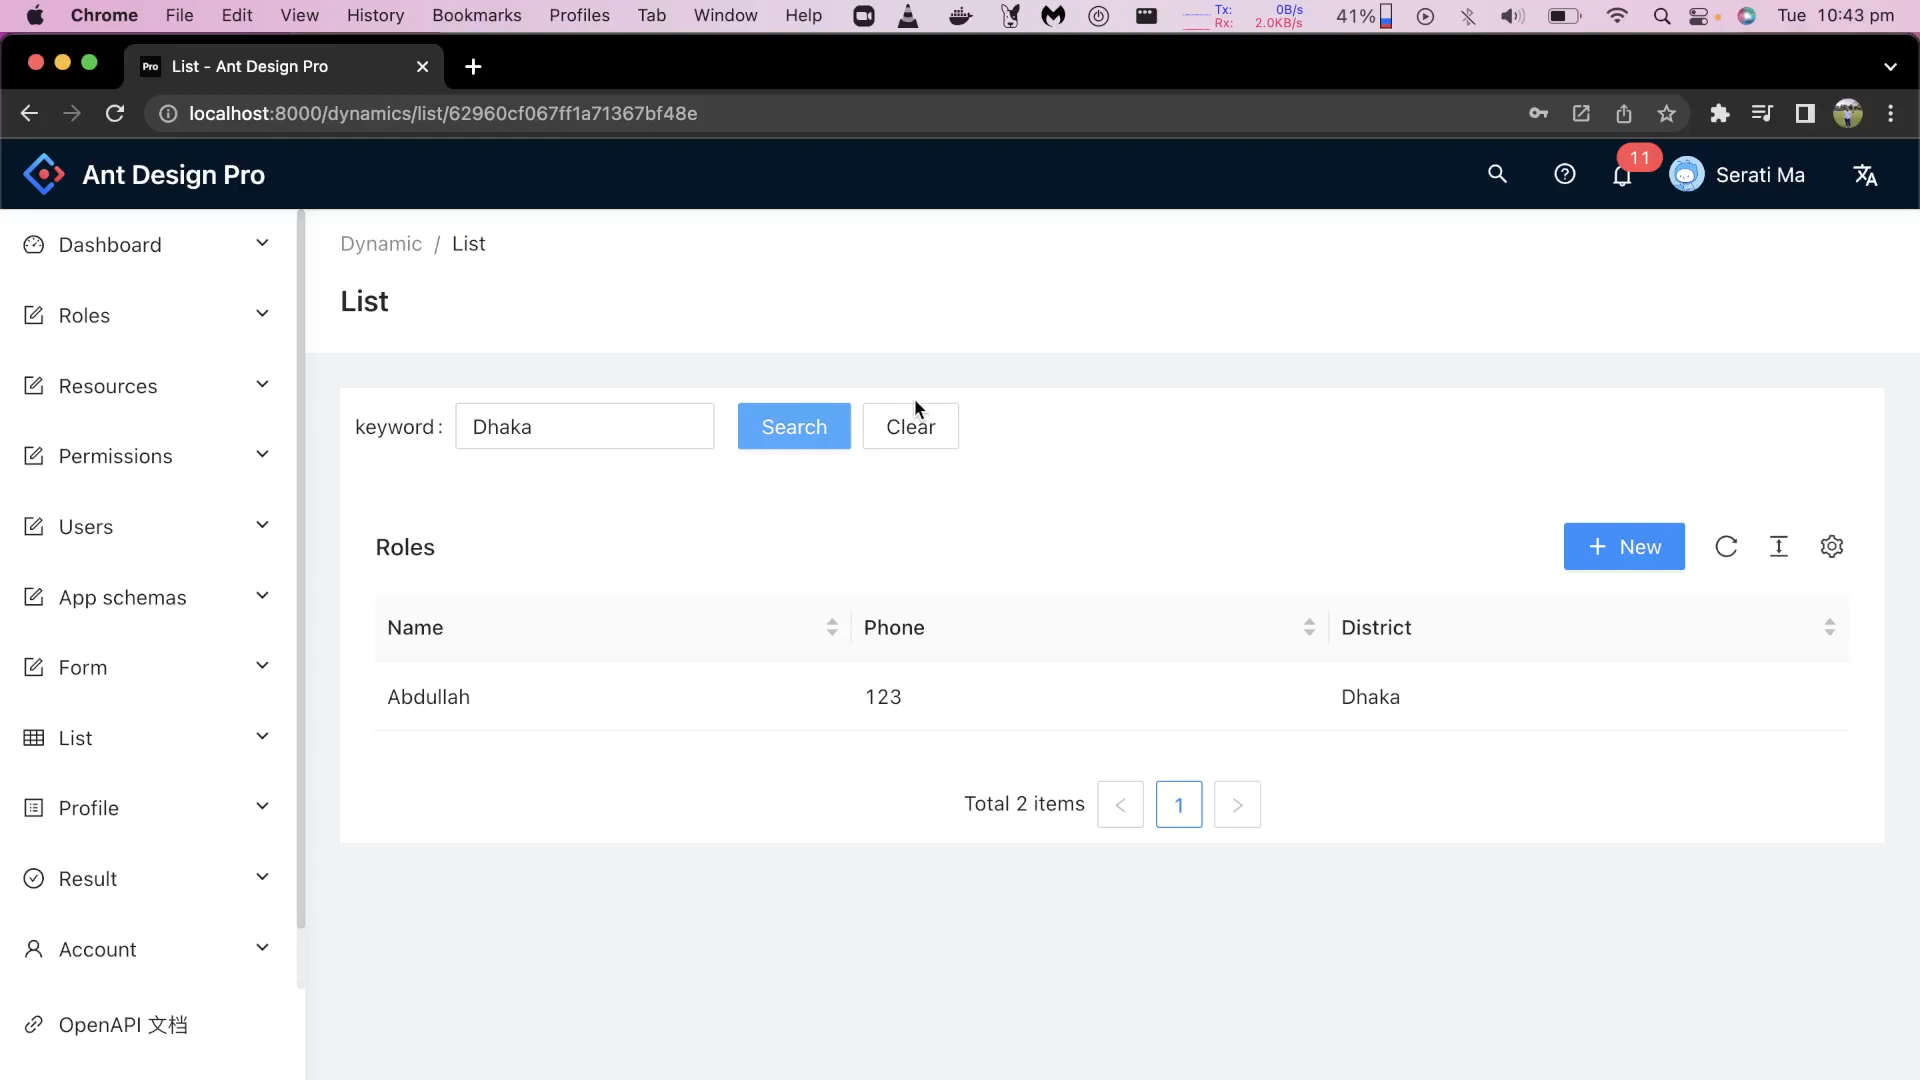 Chrome File Edit View History Bookmarks Profiles Tab Window Help Tx: 0B/s Rx: 2.0KB/s 41% Tue 10:43 pm
Pro List - Ant Design Pro
localhost:8000/dynamics/list/62960cf067ff1a71367bf48e
Ant Design Pro 11 Serati Ma
Dashboard
Roles
Resources
Permissions
Users
App schemas
Form
List
Profile
Result
Account
OpenAPI 文档
Dynamic / List
List
keyword : Dhaka Search Clear
Roles + New
Name Phone District
Abdullah 123 Dhaka
Total 2 items < 1 >